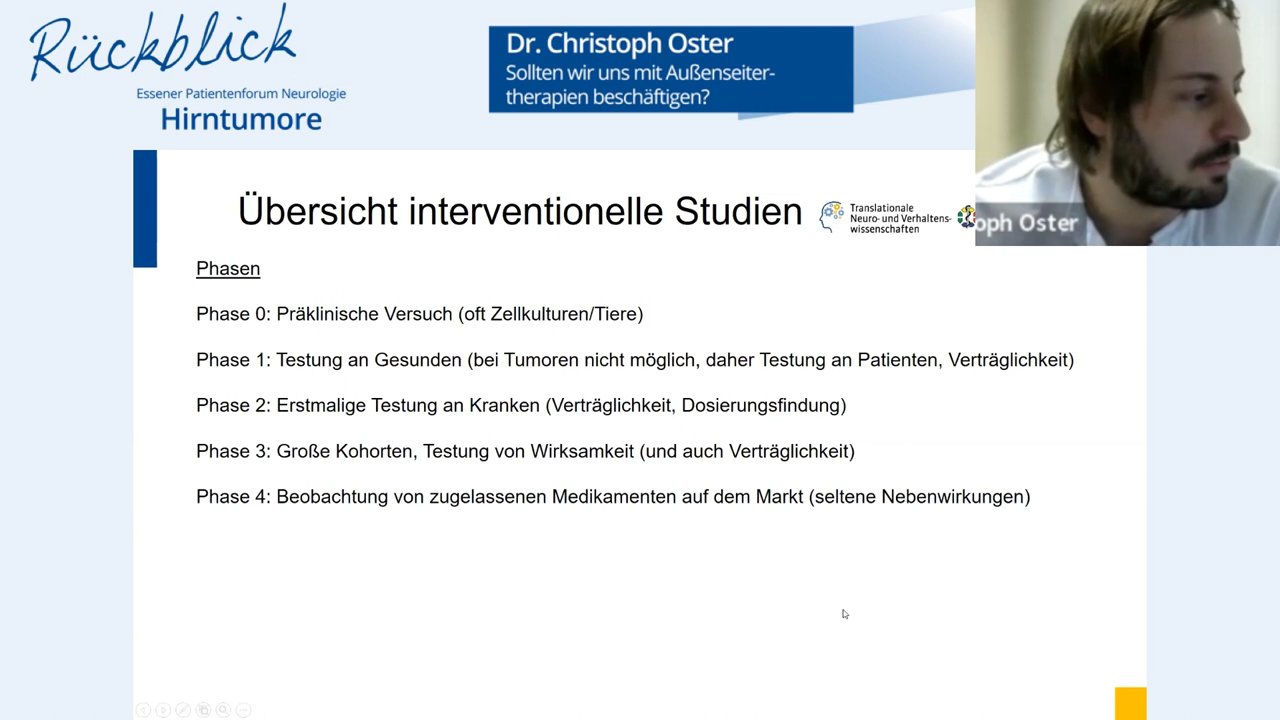 Rückblick
Essener Patientenforum Neurologie
Hirntumore
Dr. Christoph Oster
Sollten wir uns mit Außenseiter-
therapien beschäftigen?
Übersicht interventionelle Studien
Translationale
Neuro- und Verhaltens-
wissenschaften
oph Oster
Phasen
Phase 0: Präklinische Versuch (oft Zellkulturen/Tiere)
Phase 1: Testung an Gesunden (bei Tumoren nicht möglich, daher Testung an Patienten, Verträglichkeit)
Phase 2: Erstmalige Testung an Kranken (Verträglichkeit, Dosierungsfindung)
Phase 3: Große Kohorten, Testung von Wirksamkeit (und auch Verträglichkeit)
Phase 4: Beobachtung von zugelassenen Medikamenten auf dem Markt (seltene Nebenwirkungen)